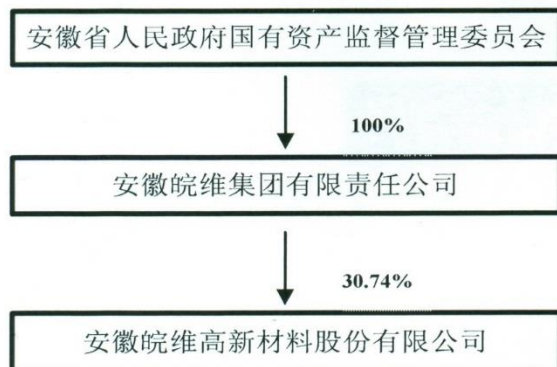 安徽省人民政府国有资产监督管理委员会
100%
安徽皖维集团有限责任公司
30.74%
安徽皖维高新材料股份有限公司